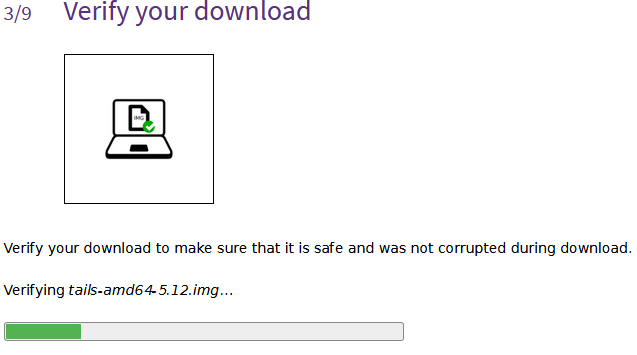 3/9 Verify your download
IMG
Verify your download to make sure that it is safe and was not corrupted during download.
Verifying tails-amd64-5.12.img...